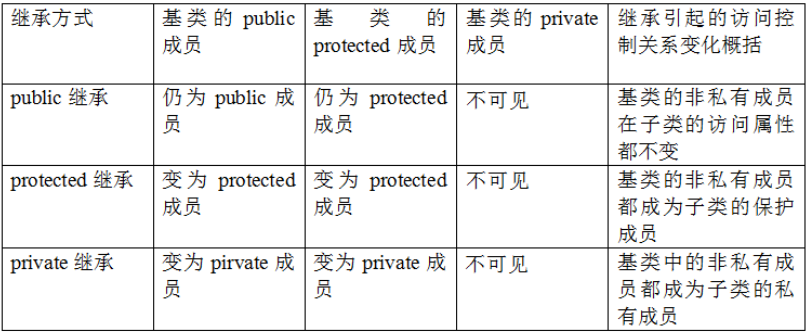 继承方式
基类的 public
成员
基类的
protected 成员
基类的 private
成员
继承引起的访问控
制关系变化概括
public 继承
仍为 public 成
员
仍为 protected
成员
不可见
基类的非私有成员
在子类的访问属性
都不变
protected 继承
变为 protected
成员
变为 protected
成员
不可见
基类的非私有成员
都成为子类的保护
成员
private 继承
变为 pirvate 成
员
变为 private 成
员
不可见
基类中的非私有成
员都成为子类的私
有成员